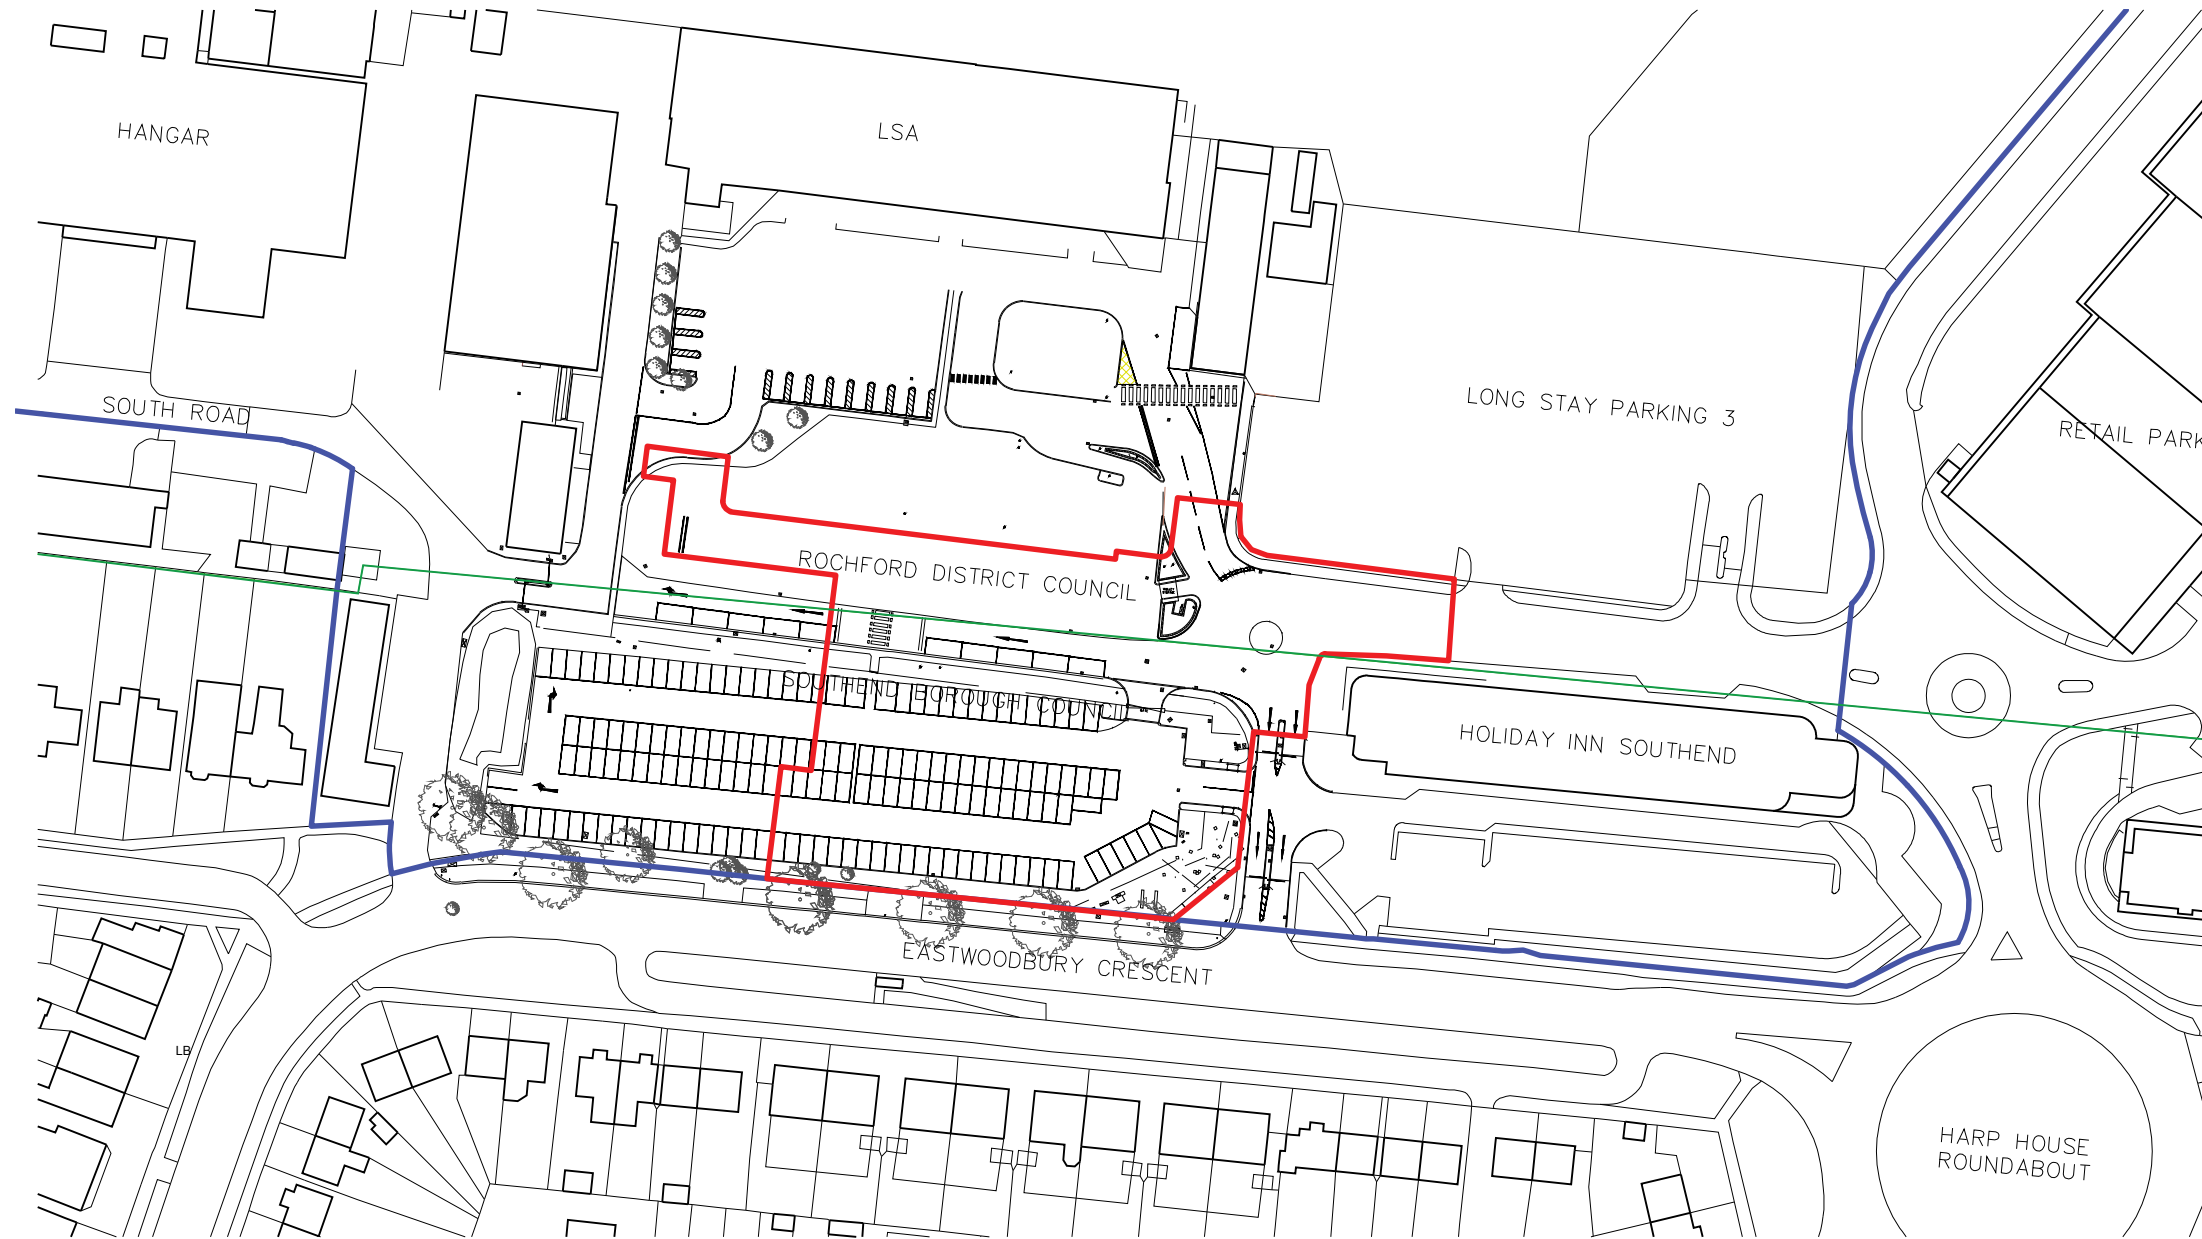 HANGAR
LSA
SOUTH ROAD
LONG STAY PARKING 3
RETAIL PARK
ROCHFORD DISTRICT COUNCIL
SOUTHEND BOROUGH COUNCIL
HOLIDAY INN SOUTHEND
EASTWOODBURY CRESCENT
LB
HARP HOUSE
ROUNDABOUT